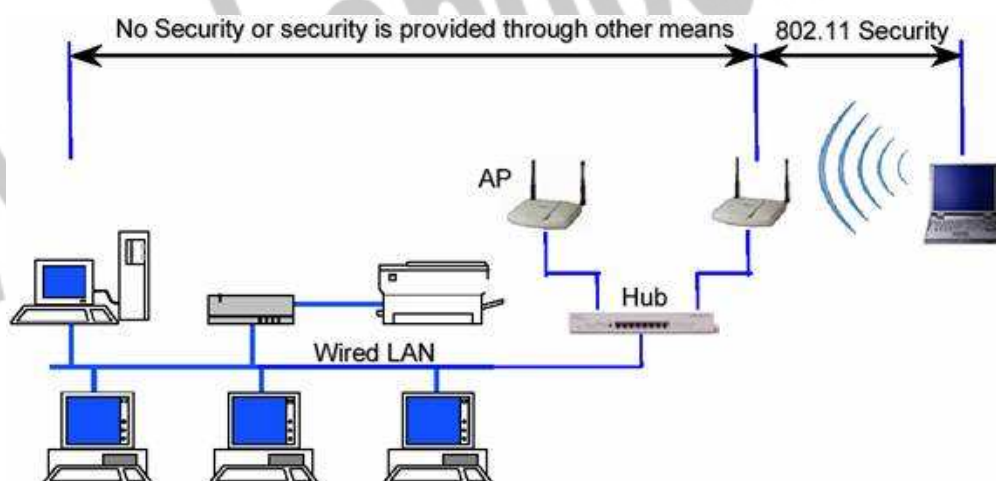 No Security or security is provided through other means
802.11 Security
AP
Hub
Wired LAN